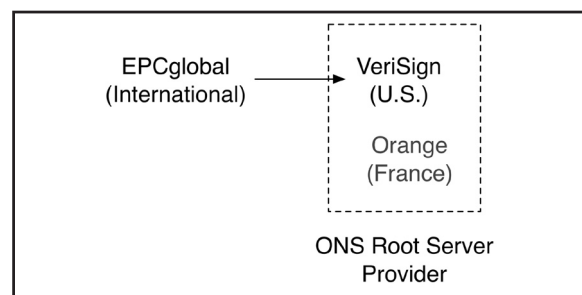 EPCglobal
(International)
VeriSign
(U.S.)
Orange
(France)
ONS Root Server
Provider